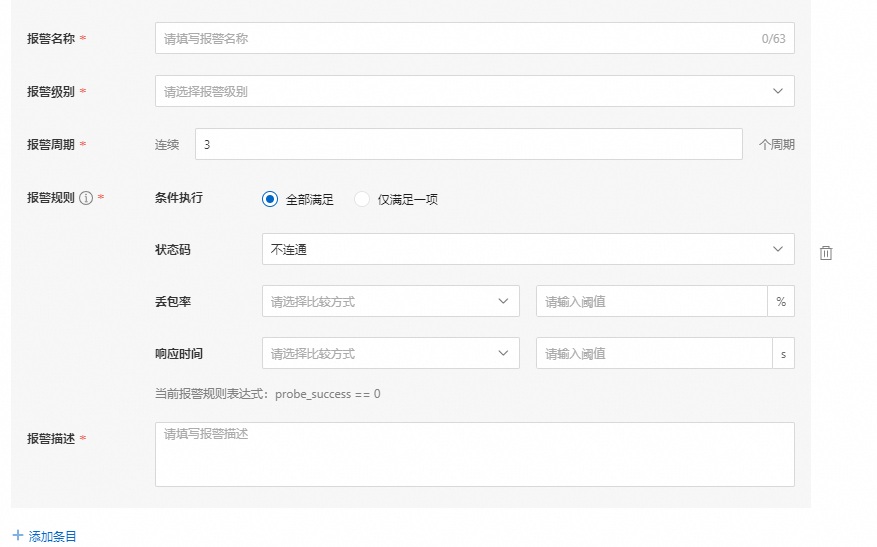 报警名称 * 请填写报警名称 0/63
报警级别 * 请选择报警级别
报警周期 * 连续 3 个周期
报警规则 * 条件执行 全部满足 仅满足一项
状态码 不连通
丢包率 请选择比较方式 请输入阈值 %
响应时间 请选择比较方式 请输入阈值 s
当前报警规则表达式：probe_success == 0
报警描述 * 请填写报警描述
+ 添加条目